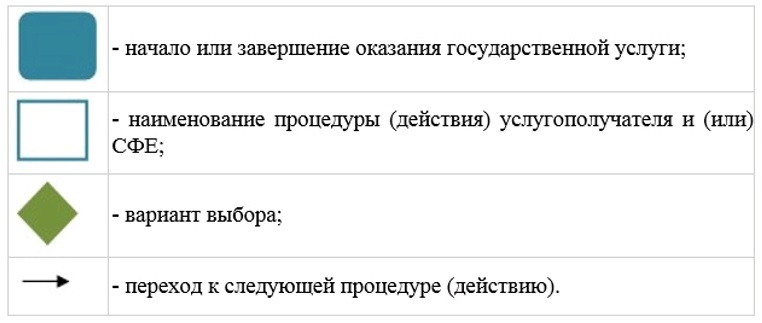 - начало или завершение оказания государственной услуги;
- наименование процедуры (действия) услугополучателя и (или)
СФЕ;
- вариант выбора;
- переход к следующей процедуре (действию).